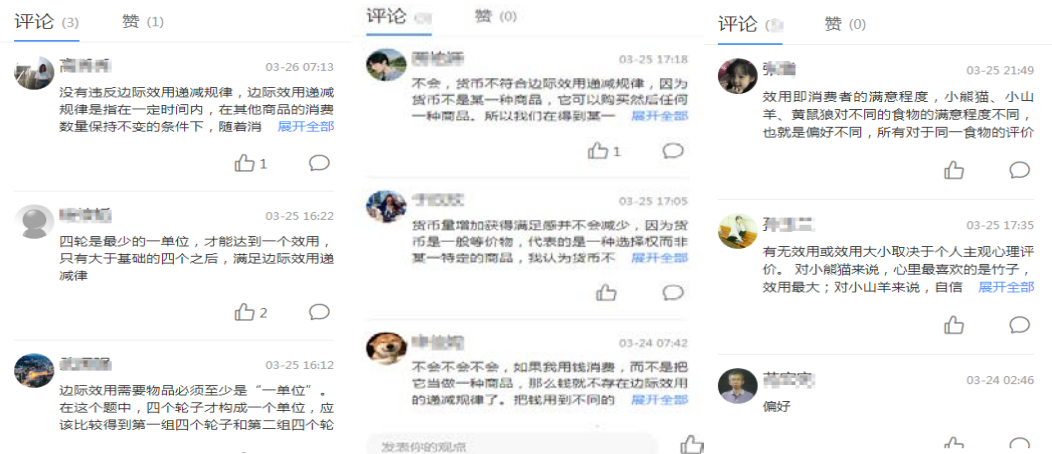 评论 (3) 赞 (1)
03-26 07:13
没有违反边际效用递减规律，边际效用递减
规律是指在一定时间内，在其他商品的消费
数量保持不变的条件下，随着消 展开全部
1
03-25 16:22
四轮是最少的一单位，才能达到一个效用，
只有大于基础的四个之后，满足边际效用递
减律
2
03-25 16:12
边际效用需要物品必须至少是“一单位”。
在这个题中，四个轮子才构成一个单位，应
该比较得到第一组四个轮子和第二组四个轮
评论 赞 (0)
03-25 17:18
不会，货币不符合边际效用递减规律，因为
货币不是某一种商品，它可以购买然后任何
一种商品。所以我们在得到某一 展开全部
1
03-25 17:05
货币量增加获得满足感并不会减少，因为货
币是一般等价物，代表的是一种选择权而非
某一特定的商品，我认为货币不 展开全部
03-24 07:42
不会不会不会，如果我用钱消费，而不是把
它当做一种商品，那么钱就不存在边际效用
的递减规律了。把钱用到不同的 展开全部
发表你的观点
评论 赞 (0)
03-25 21:49
效用即消费者的满意程度，小熊猫、小山
羊、黄鼠狼对不同的食物的满意程度不同，
也就是偏好不同，所有对于同一食物的评价
03-25 17:35
有无效用或效用大小取决于个人主观心理评
价。 对小熊猫来说，心里最喜欢的是竹子，
效用最大；对小山羊来说，自信 展开全部
03-24 02:46
偏好